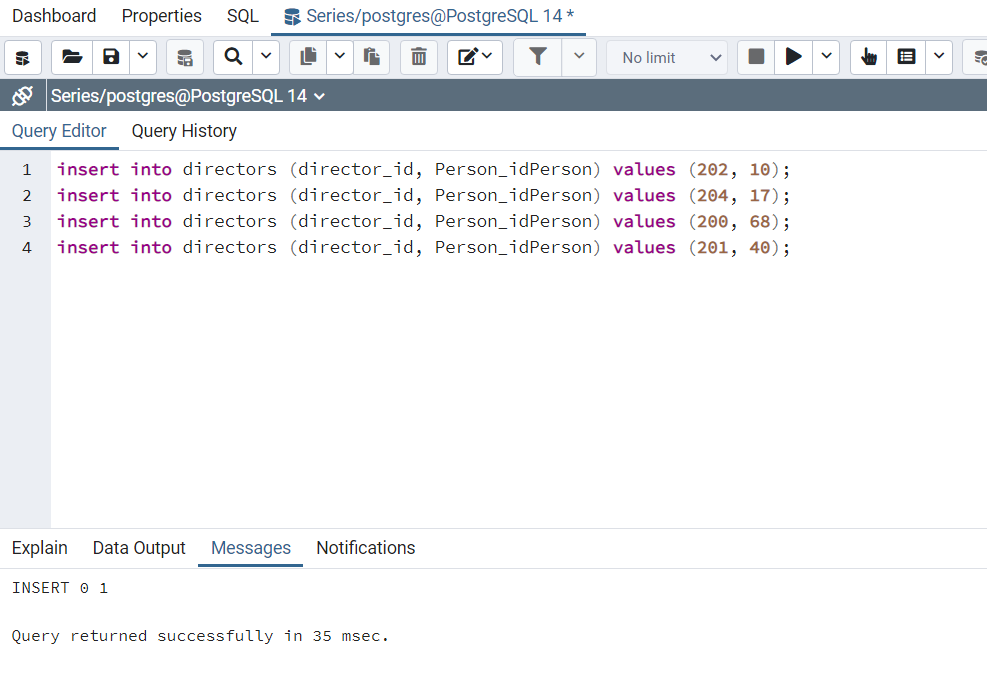 Dashboard Properties SQL Series/postgres@PostgreSQL 14 *
No limit
Series/postgres@PostgreSQL 14
Query Editor Query History
1 insert into directors (director_id, Person_idPerson) values (202, 10);
2 insert into directors (director_id, Person_idPerson) values (204, 17);
3 insert into directors (director_id, Person_idPerson) values (200, 68);
4 insert into directors (director_id, Person_idPerson) values (201, 40);
Explain Data Output Messages Notifications
INSERT 0 1
Query returned successfully in 35 msec.